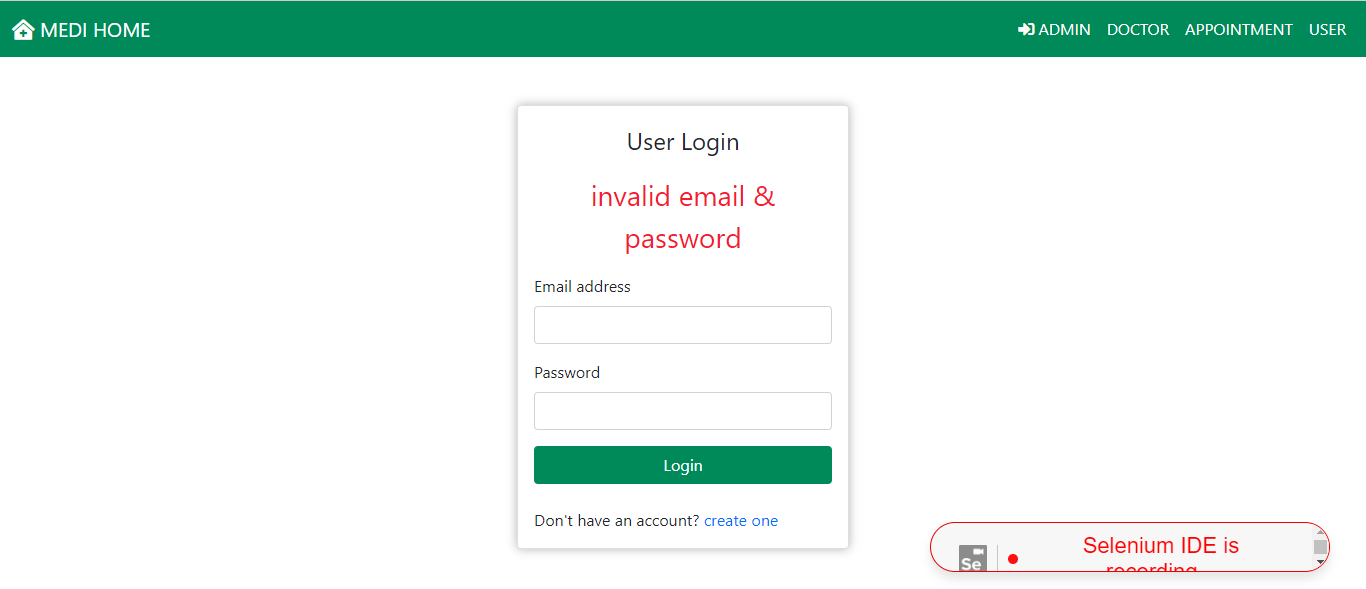 MEDI HOME
ADMIN DOCTOR APPOINTMENT USER
User Login
invalid email &
password
Email address
Password
Login
Don't have an account? create one
Se
Selenium IDE is
recording